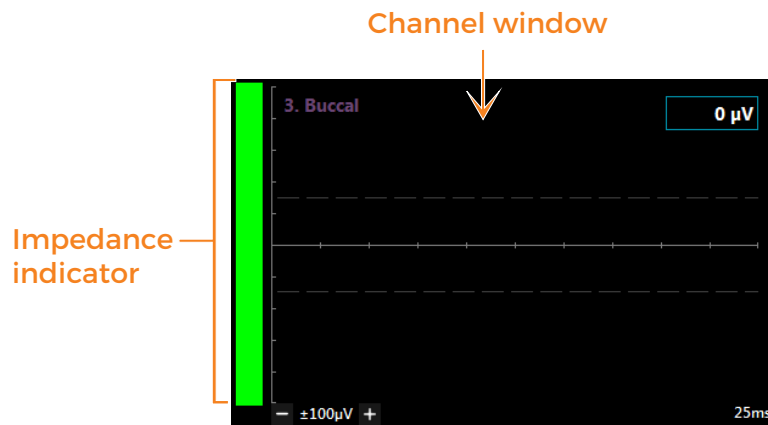 Channel window
3. Buccal
0 µV
Impedance
indicator
− ±100µV +
25ms